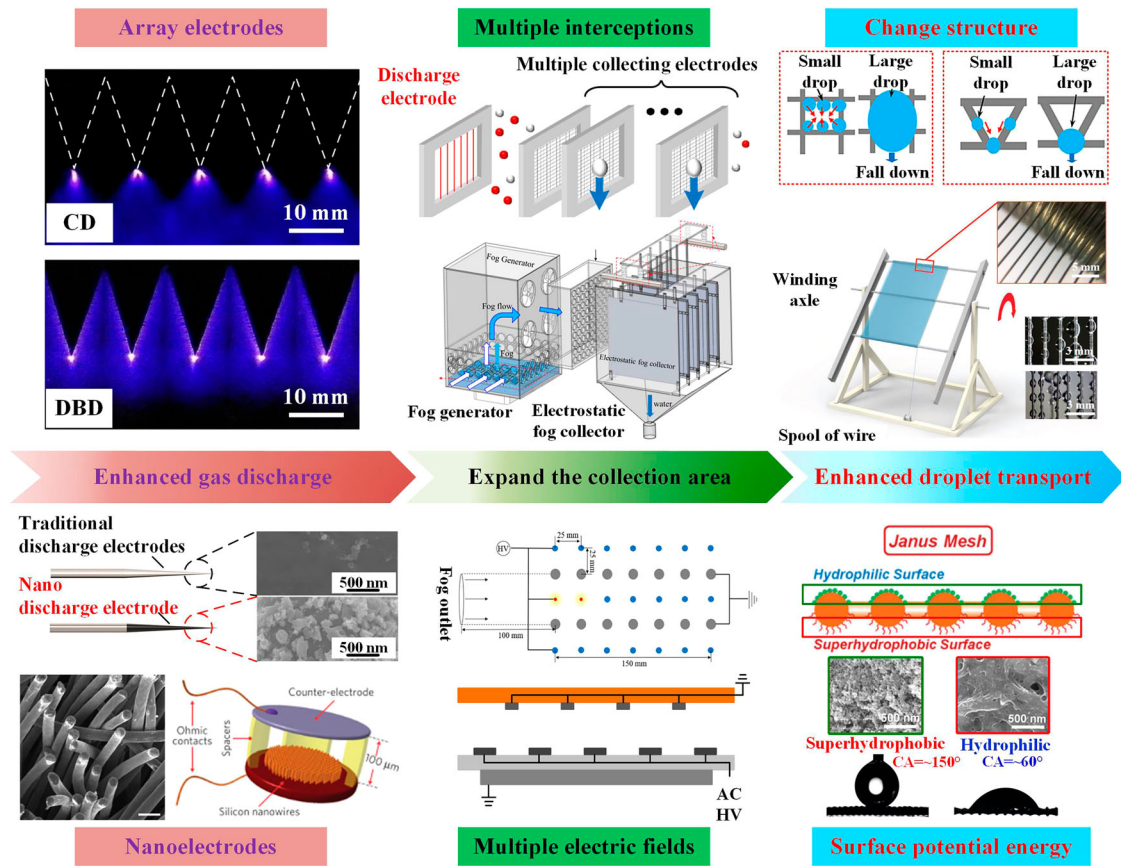 Array electrodes
CD
10 mm
DBD
10 mm
Multiple interceptions
Discharge
electrode
Multiple collecting electrodes
Fog Generator
Fog flow
Fog
Electrostatic fog collector
water
Fog generator
Electrostatic
fog collector
Change structure
Small
drop
Large
drop
Fall down
Small
drop
Large
drop
Fall down
Winding
axle
5 mm
3 mm
3 mm
Spool of wire
Enhanced gas discharge
Expand the collection area
Enhanced droplet transport
Traditional
discharge electrodes
500 nm
Nano
discharge electrode
500 nm
Counter-electrode
Ohmic
contacts
Spacers
100 μm
Silicon nanowires
Nanoelectrodes
HV
25 mm
25 mm
Fog outlet
100 mm
150 mm
AC
HV
Multiple electric fields
Janus Mesh
Hydrophilic Surface
Superhydrophobic Surface
500 nm
500 nm
Superhydrophobic
CA=~150°
Hydrophilic
CA=~60°
Surface potential energy